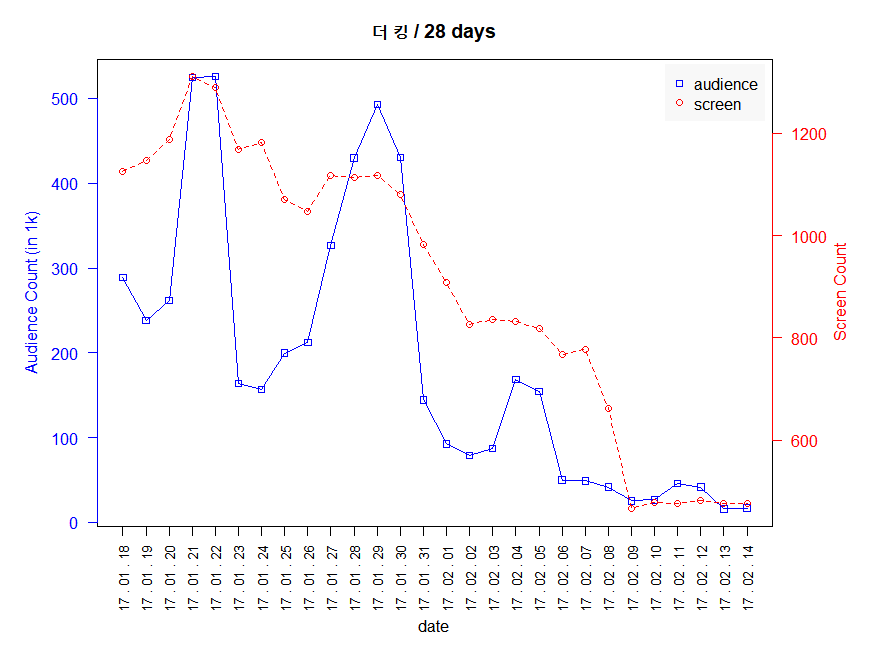 더 킹 / 28 days
audience
screen
Audience Count (in 1k)
500
400
300
200
100
0
1200
1000
800
600
Screen Count
17 . 01 . 18
17 . 01 . 19
17 . 01 . 20
17 . 01 . 21
17 . 01 . 22
17 . 01 . 23
17 . 01 . 24
17 . 01 . 25
17 . 01 . 26
17 . 01 . 27
17 . 01 . 28
17 . 01 . 29
17 . 01 . 30
17 . 01 . 31
17 . 02 . 01
17 . 02 . 02
17 . 02 . 03
17 . 02 . 04
17 . 02 . 05
17 . 02 . 06
17 . 02 . 07
17 . 02 . 08
17 . 02 . 09
17 . 02 . 10
17 . 02 . 11
17 . 02 . 12
17 . 02 . 13
17 . 02 . 14
date